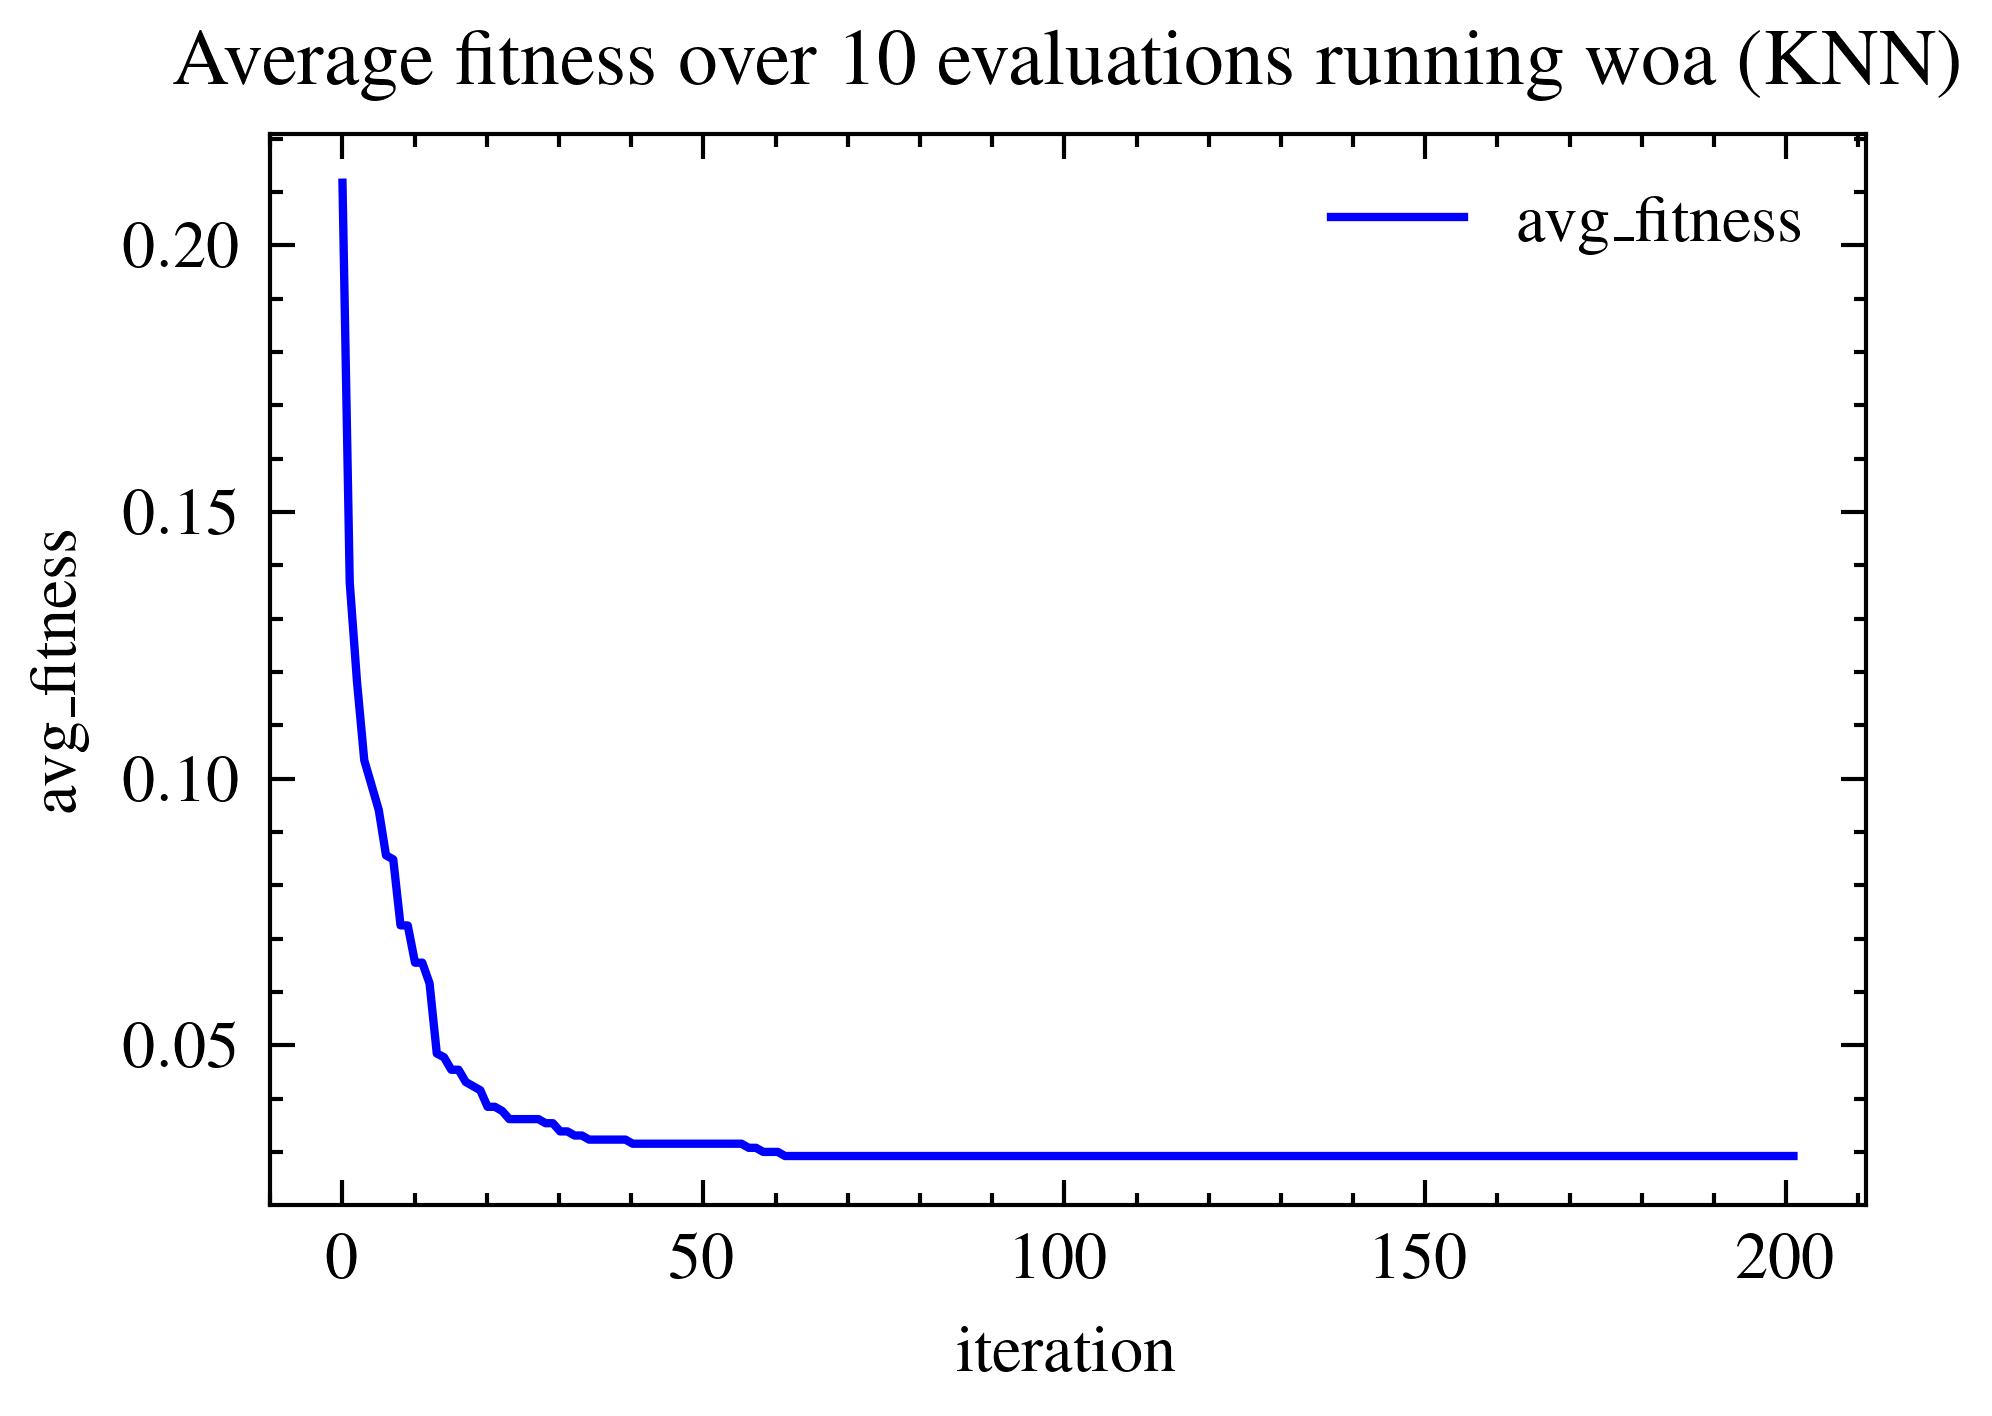 Average fitness over 10 evaluations running woa (KNN)
avg_fitness
0.20
0.15
0.10
0.05
avg_fitness
0 50 100 150 200
iteration